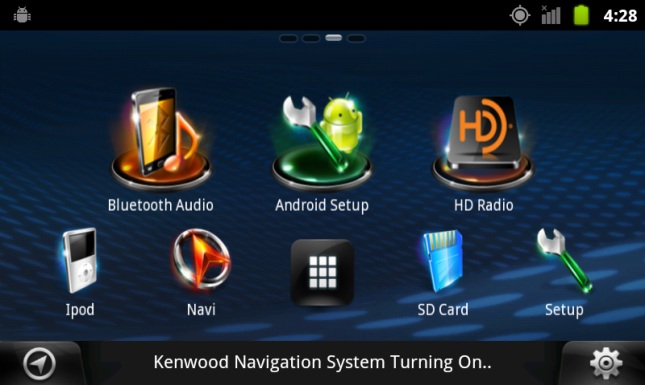 4:28
HD
Bluetooth Audio
Android Setup
HD Radio
Ipod
Navi
SD Card
Setup
Kenwood Navigation System Turning On..